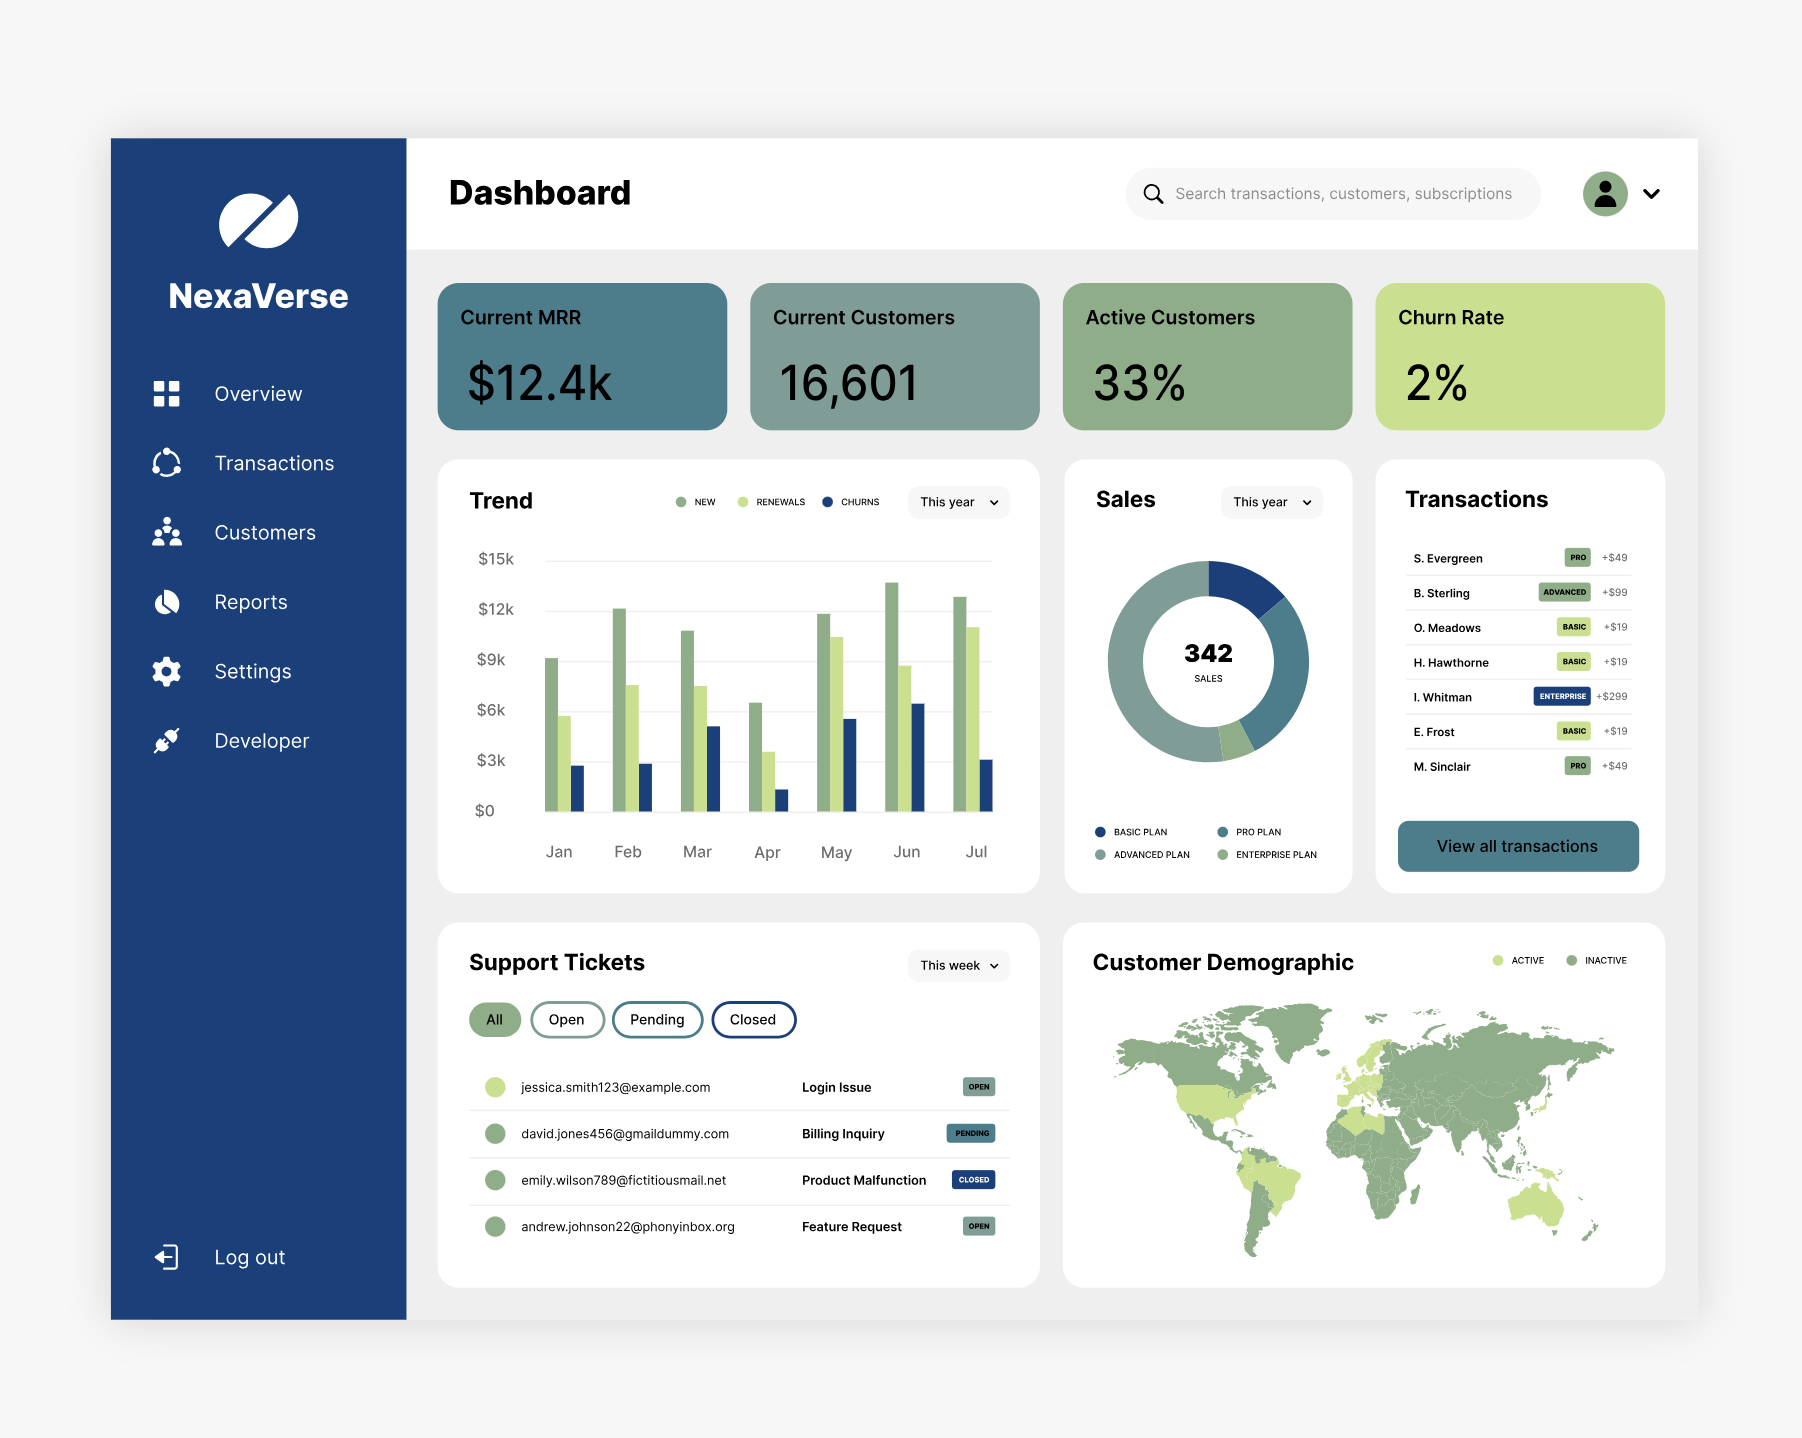 NexaVerse
Overview
Transactions
Customers
Reports
Settings
Developer
Log out
Dashboard
Search transactions, customers, subscriptions
Current MRR
$12.4k
Current Customers
16,601
Active Customers
33%
Churn Rate
2%
Trend
NEW
RENEWALS
CHURNS
This year
$15k
$12k
$9k
$6k
$3k
$0
Jan
Feb
Mar
Apr
May
Jun
Jul
Sales
This year
342
SALES
BASIC PLAN
PRO PLAN
ADVANCED PLAN
ENTERPRISE PLAN
Transactions
S. Evergreen PRO +$49
B. Sterling ADVANCED +$99
O. Meadows BASIC +$19
H. Hawthorne BASIC +$19
I. Whitman ENTERPRISE +$299
E. Frost BASIC +$19
M. Sinclair PRO +$49
View all transactions
Support Tickets
This week
All
Open
Pending
Closed
jessica.smith123@example.com Login Issue OPEN
david.jones456@gmaildummy.com Billing Inquiry PENDING
emily.wilson789@fictitiousmail.net Product Malfunction CLOSED
andrew.johnson22@phonyinbox.org Feature Request OPEN
Customer Demographic
ACTIVE
INACTIVE